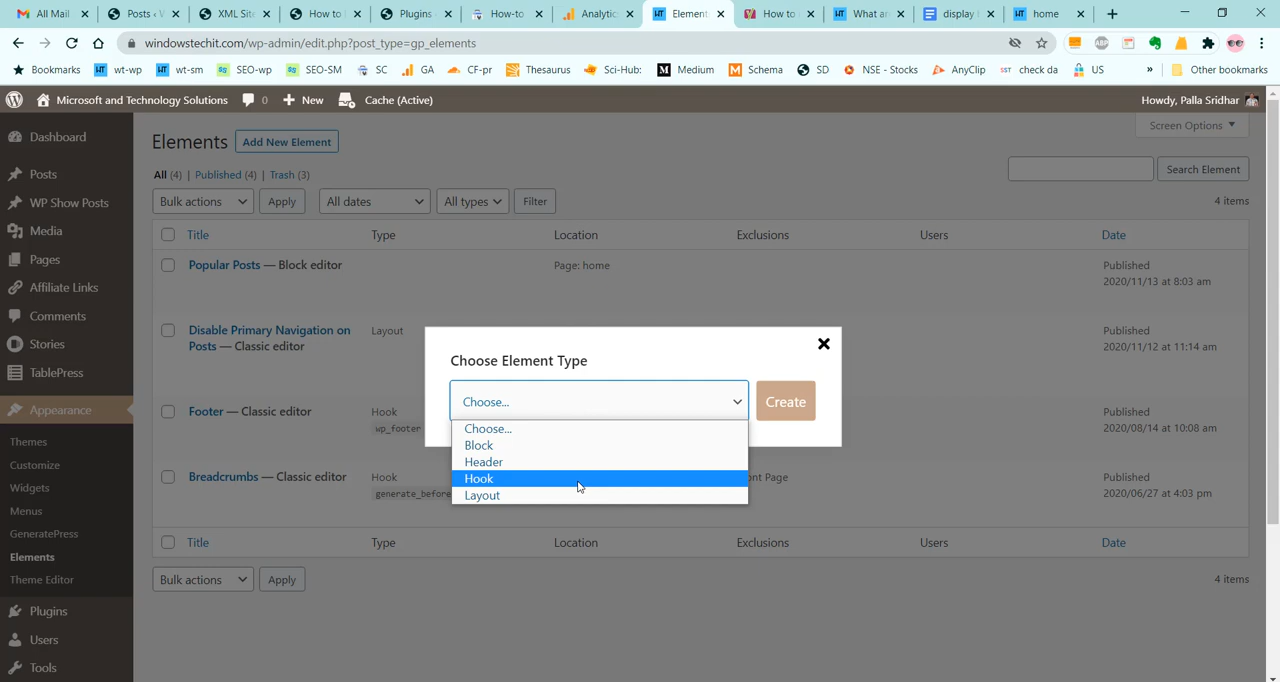 All Mail
Posts ‹ W
XML Site
How to I
Plugins ‹
How-to
Analytic
Element
How to
What are
display
home
windowstechit.com/wp-admin/edit.php?post_type=gp_elements
Bookmarks
wt-wp
wt-sm
SEO-wp
SEO-SM
SC
GA
CF-pr
Thesaurus
Sci-Hub:
Medium
Schema
SD
NSE - Stocks
AnyClip
check da
US
»
Other bookmarks
Microsoft and Technology Solutions
0
New
Cache (Active)
Howdy, Palla Sridhar
Dashboard
Posts
WP Show Posts
Media
Pages
Affiliate Links
Comments
Stories
TablePress
Appearance
Themes
Customize
Widgets
Menus
GeneratePress
Elements
Theme Editor
Plugins
Users
Tools
Screen Options
Elements
Add New Element
All (4) | Published (4) | Trash (3)
Search Element
Bulk actions
Apply
All dates
All types
Filter
4 items
Title
Type
Location
Exclusions
Users
Date
Popular Posts — Block editor
Page: home
Published
2020/11/13 at 8:03 am
Disable Primary Navigation on
Posts — Classic editor
Layout
Published
2020/11/12 at 11:14 am
Footer — Classic editor
Hook
wp_footer
Published
2020/08/14 at 10:08 am
Breadcrumbs — Classic editor
Hook
generate_before
ont Page
Published
2020/06/27 at 4:03 pm
Title
Type
Location
Exclusions
Users
Date
Bulk actions
Apply
4 items
Choose Element Type
Choose...
Create
Choose...
Block
Header
Hook
Layout